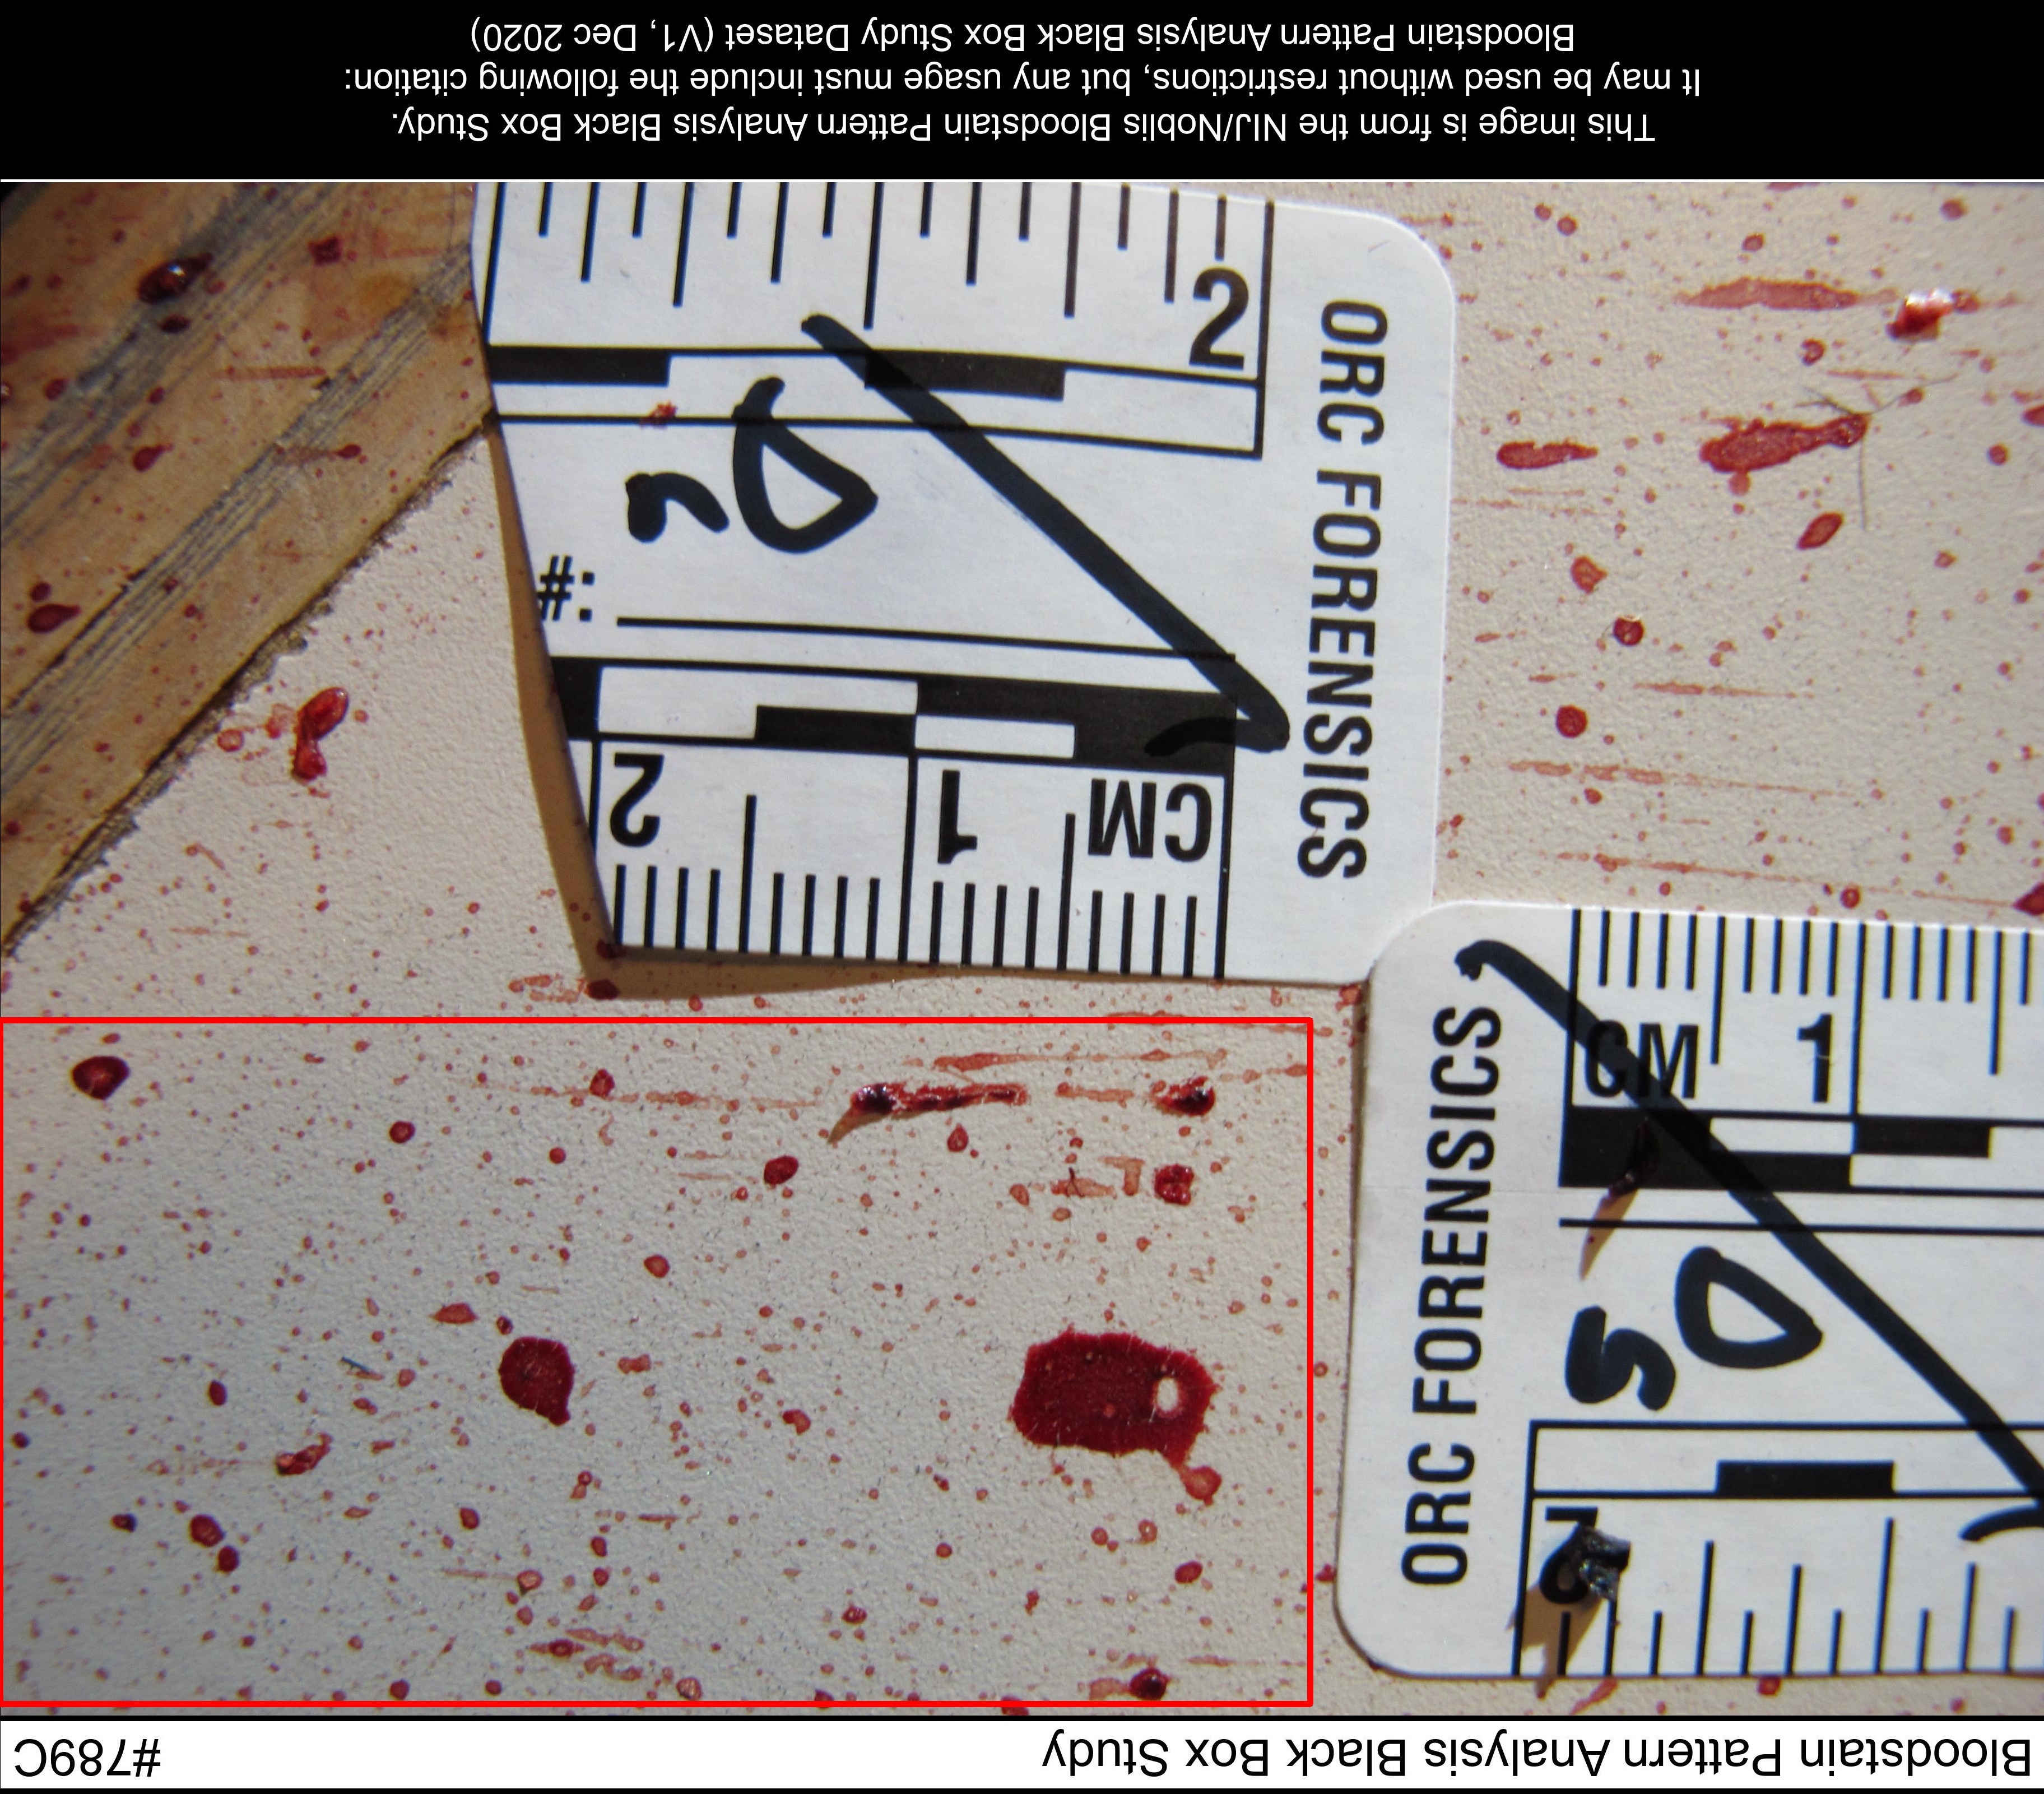 Bloodstain Pattern Analysis Black Box Study #789C
ORC FORENSICS
CM 1
ORC FORENSICS
CM 1 2
#:
2
This image is from the NIJ/Noblis Bloodstain Pattern Analysis Black Box Study.
It may be used without restrictions, but any usage must include the following citation:
Bloodstain Pattern Analysis Black Box Study Dataset (V1, Dec 2020)